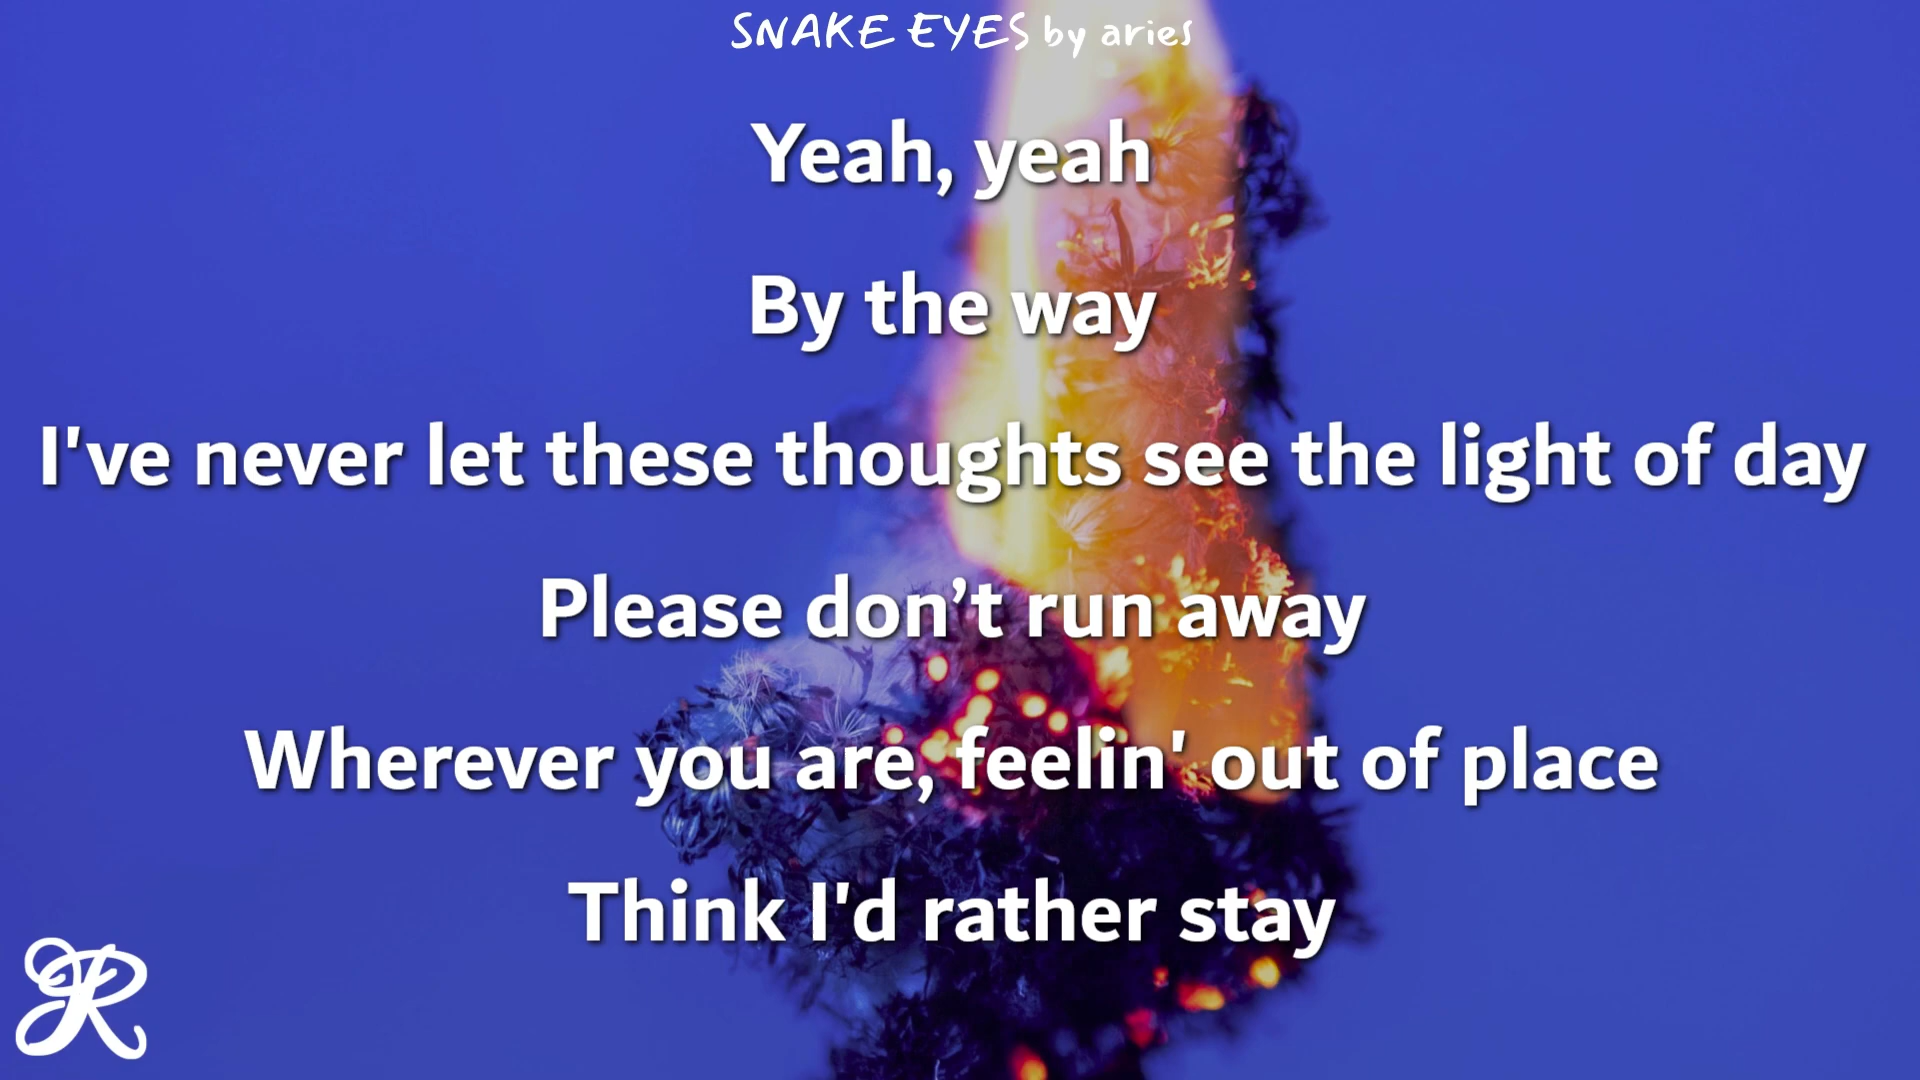 SNAKE EYES by aries
Yeah, yeah
By the way
I've never let these thoughts see the light of day
Please don’t run away
Wherever you are, feelin' out of place
Think I'd rather stay
R